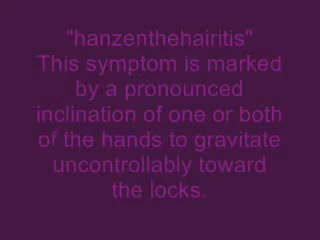 "hanzenthehairitis"
This symptom is marked
by a pronounced
inclination of one or both
of the hands to gravitate
uncontrollably toward
the locks.